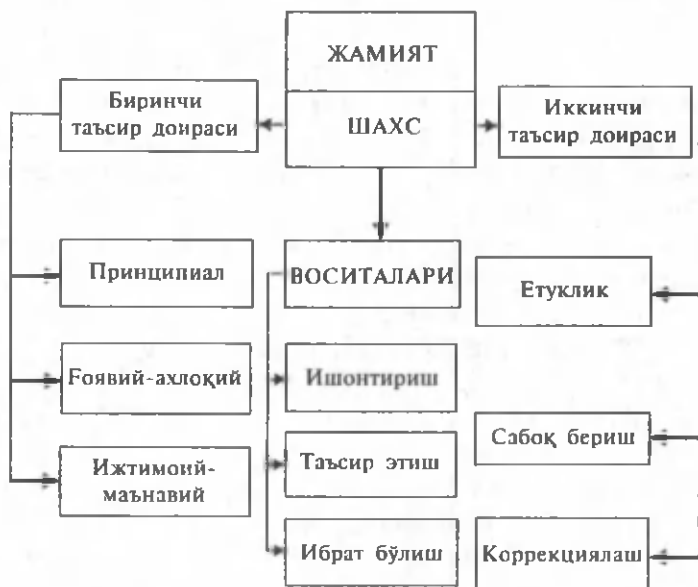 ЖАМИЯТ
Биринчи
таъсир доираси
ШАХС
Иккинчи
таъсир доираси
Принципиал
ВОСИТАЛАРИ
Етуклик
Ғоявий-ахлоқий
Ишонтириш
Ижтимоий-
маънавий
Таъсир этиш
Сабоқ бериш
Ибрат бўлиш
Коррекциялаш